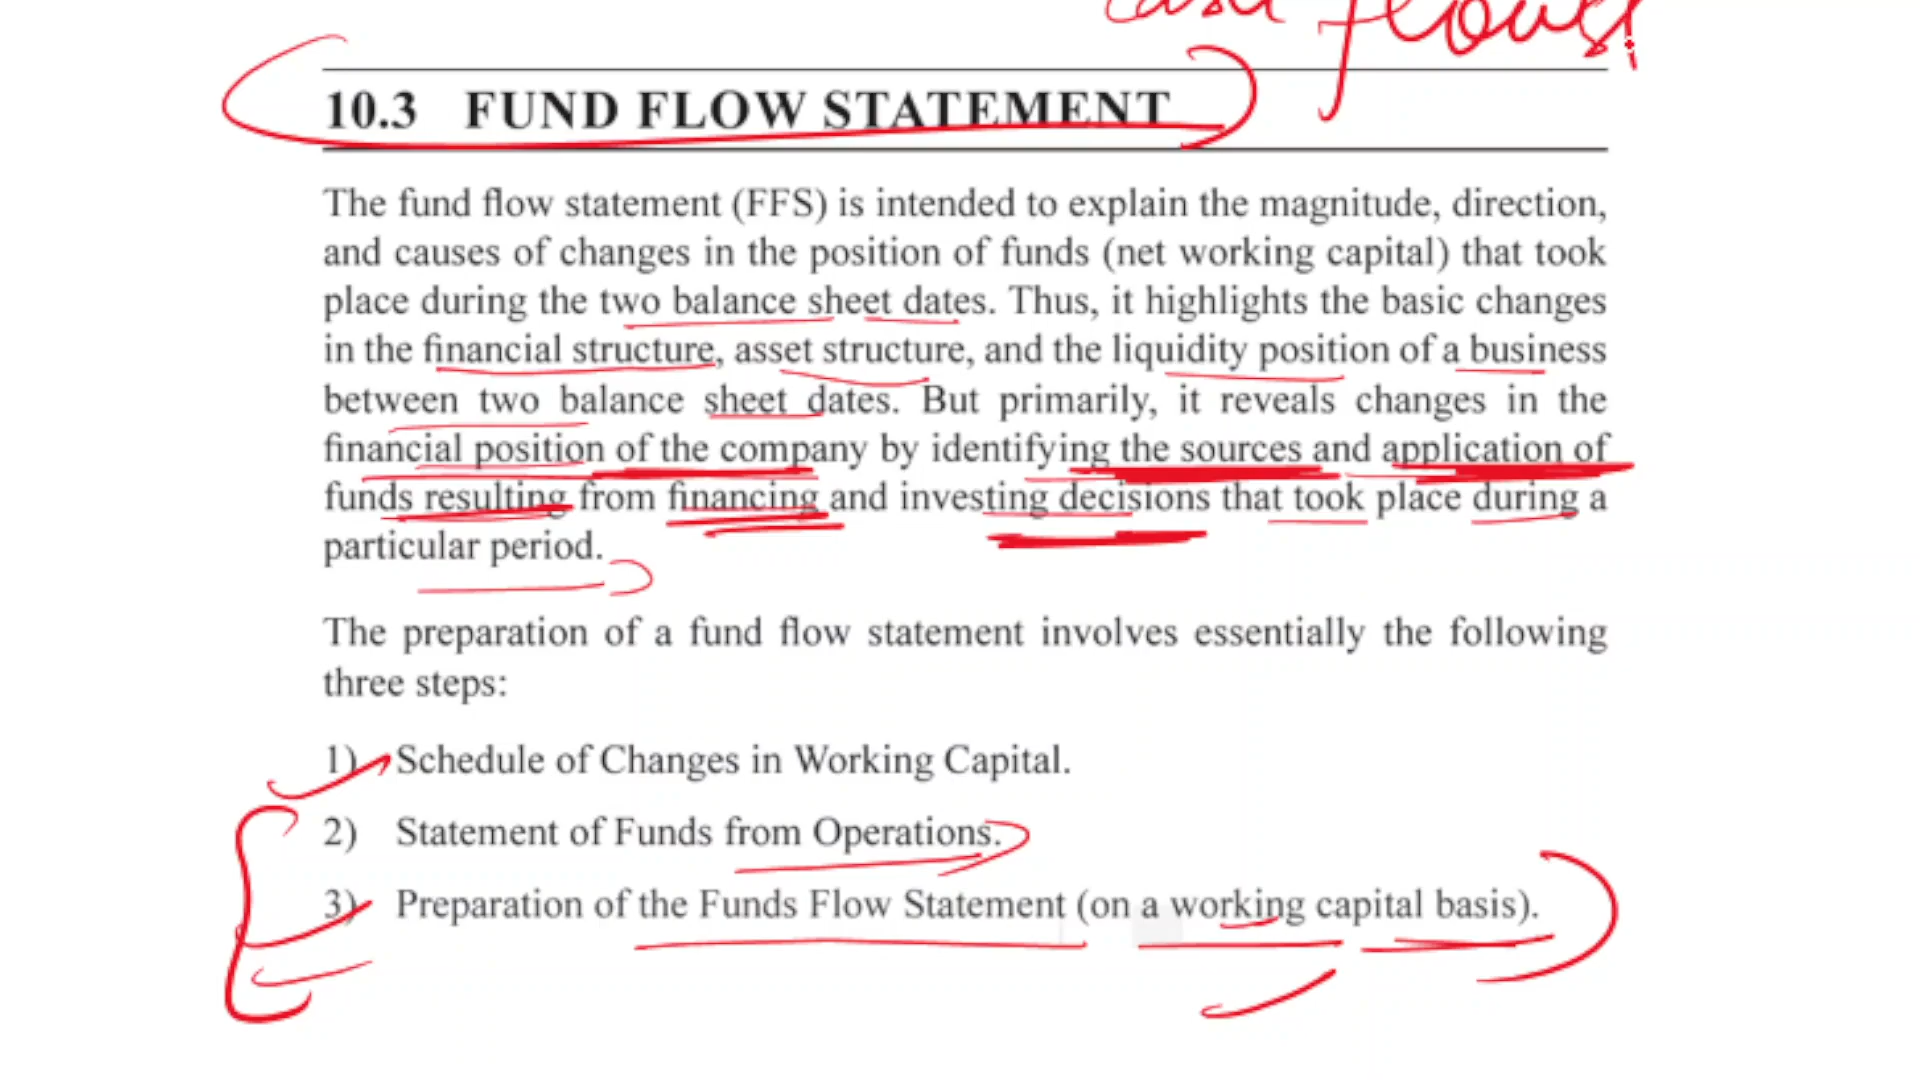 cash flows
10.3 FUND FLOW STATEMENT
The fund flow statement (FFS) is intended to explain the magnitude, direction,
and causes of changes in the position of funds (net working capital) that took
place during the two balance sheet dates. Thus, it highlights the basic changes
in the financial structure, asset structure, and the liquidity position of a business
between two balance sheet dates. But primarily, it reveals changes in the
financial position of the company by identifying the sources and application of
funds resulting from financing and investing decisions that took place during a
particular period.
The preparation of a fund flow statement involves essentially the following
three steps:
1) Schedule of Changes in Working Capital.
2) Statement of Funds from Operations.
3) Preparation of the Funds Flow Statement (on a working capital basis).